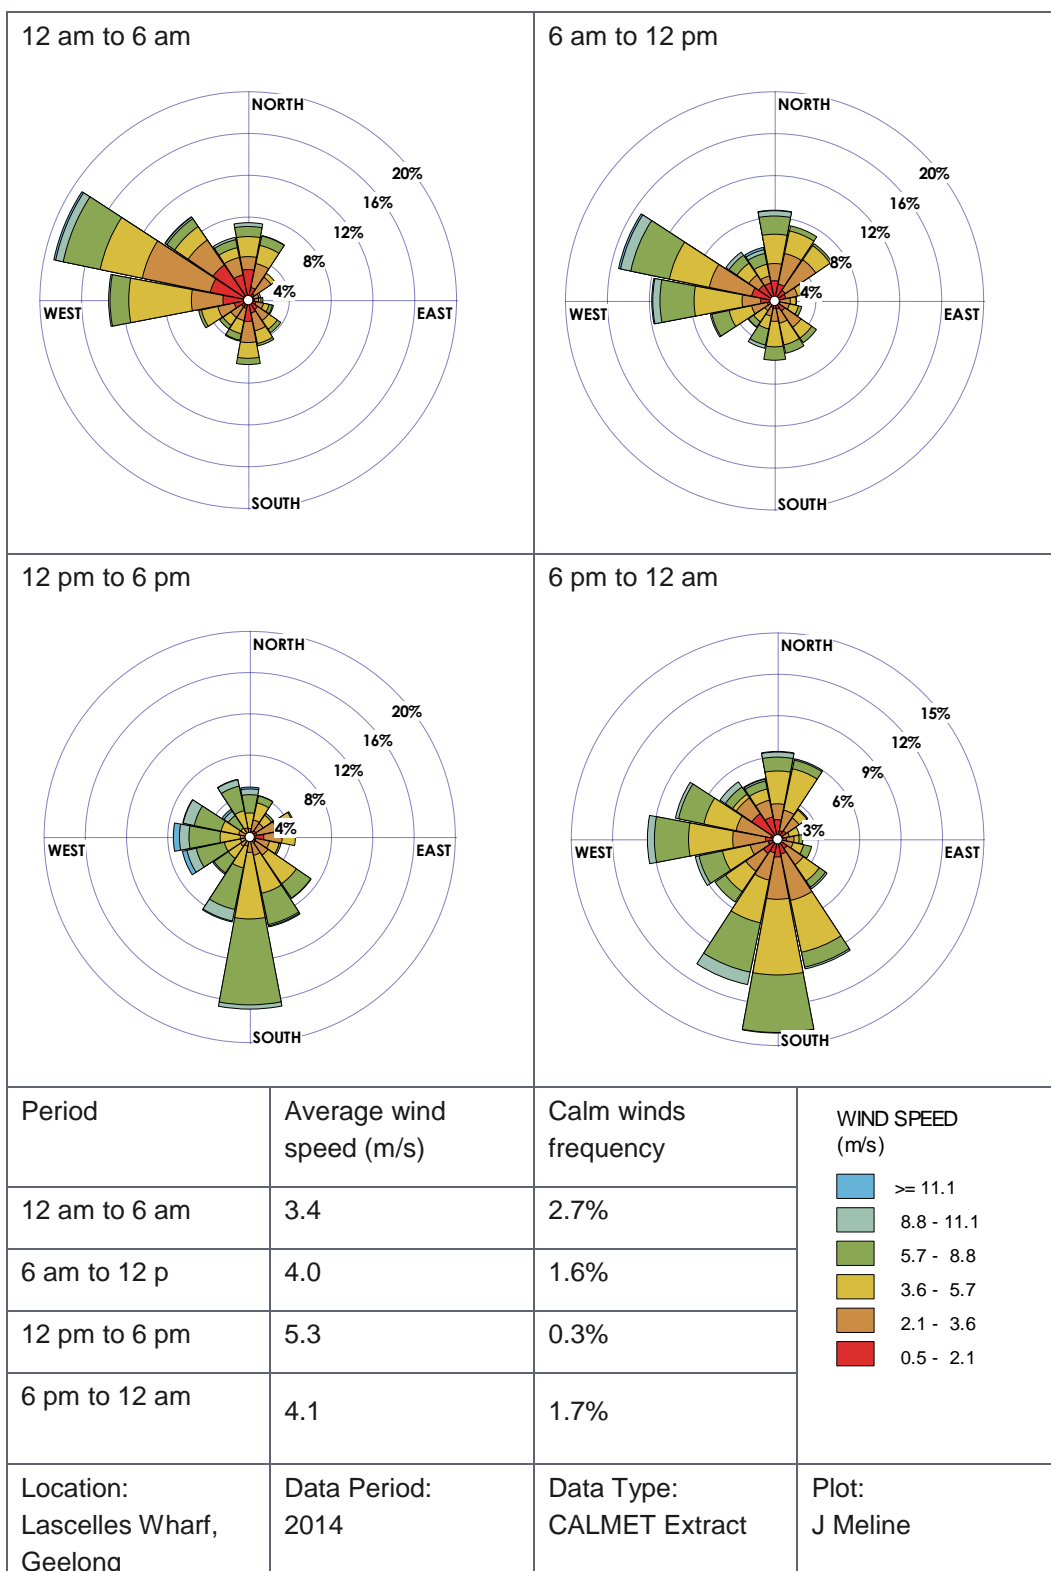 12 am to 6 am
6 am to 12 pm
NORTH
20%
16%
12%
8%
4%
WEST
EAST
SOUTH
NORTH
20%
16%
12%
8%
4%
WEST
EAST
SOUTH
12 pm to 6 pm
6 pm to 12 am
NORTH
20%
16%
12%
8%
4%
WEST
EAST
SOUTH
NORTH
15%
12%
9%
6%
3%
WEST
EAST
SOUTH
Period
Average wind
speed (m/s)
Calm winds
frequency
WIND SPEED
(m/s)
>= 11.1
8.8 - 11.1
5.7 - 8.8
3.6 - 5.7
2.1 - 3.6
0.5 - 2.1
12 am to 6 am
3.4
2.7%
6 am to 12 p
4.0
1.6%
12 pm to 6 pm
5.3
0.3%
6 pm to 12 am
4.1
1.7%
Location:
Lascelles Wharf,
Geelong
Data Period:
2014
Data Type:
CALMET Extract
Plot:
J Meline